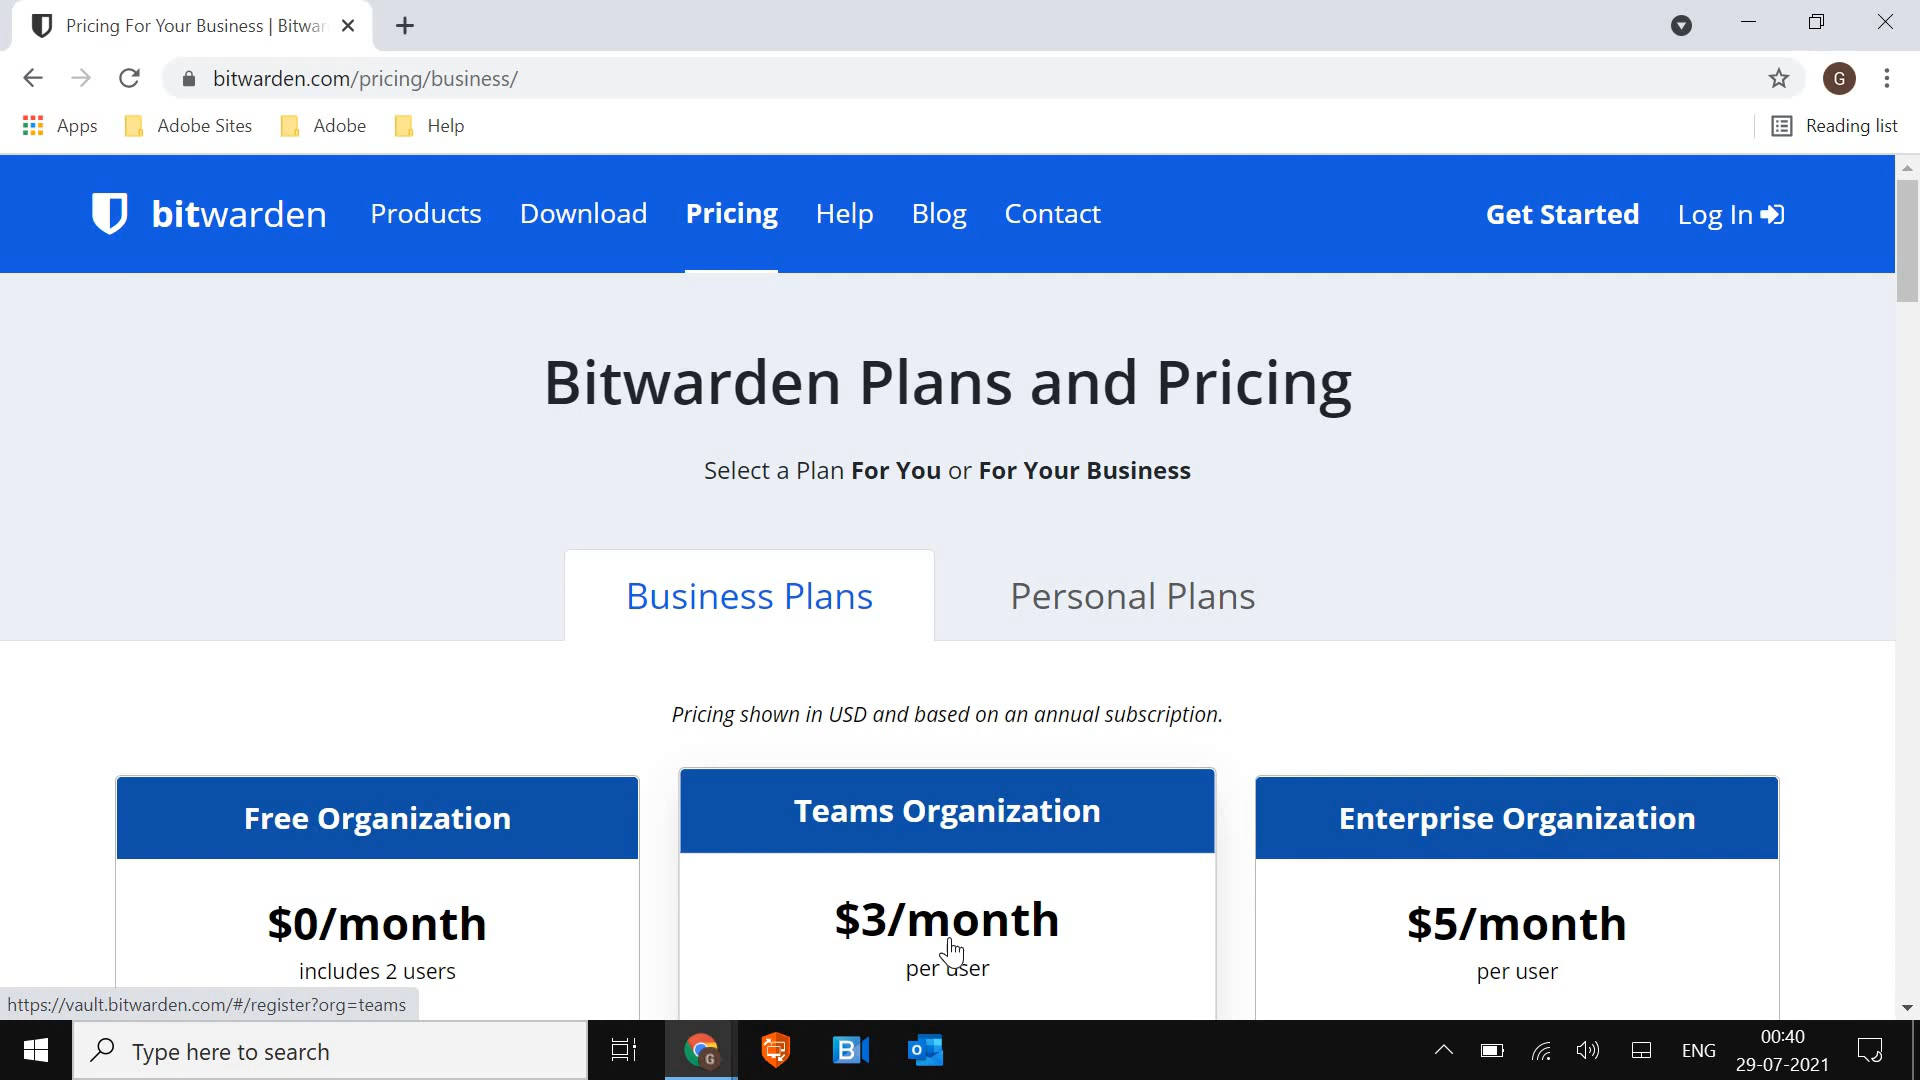 Pricing For Your Business | Bitwar
bitwarden.com/pricing/business/
G
Apps
Adobe Sites
Adobe
Help
Reading list
bitwarden
Products
Download
Pricing
Help
Blog
Contact
Get Started
Log In
Bitwarden Plans and Pricing
Select a Plan For You or For Your Business
Business Plans
Personal Plans
Pricing shown in USD and based on an annual subscription.
Free Organization
$0/month
includes 2 users
Teams Organization
$3/month
per user
Enterprise Organization
$5/month
per user
https://vault.bitwarden.com/#/register?org=teams
Type here to search
G
B
o
ENG
00:40
29-07-2021